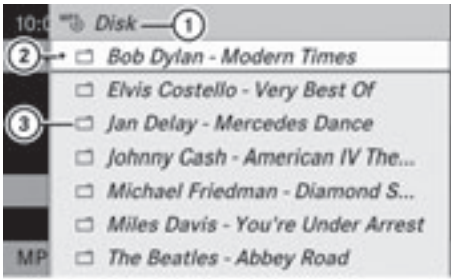 10:0 MP3 Disk 1
2 Bob Dylan - Modern Times
Elvis Costello - Very Best Of
3 Jan Delay - Mercedes Dance
Johnny Cash - American IV The...
Michael Friedman - Diamond S...
Miles Davis - You're Under Arrest
MP The Beatles - Abbey Road